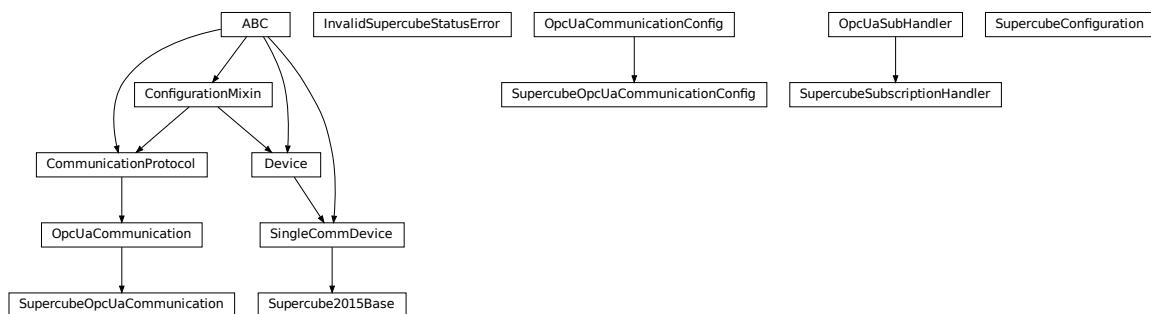 ABC
InvalidSupercubeStatusError
OpcUaCommunicationConfig
OpcUaSubHandler
SupercubeConfiguration
ConfigurationMixin
SupercubeOpcUaCommunicationConfig
SupercubeSubscriptionHandler
CommunicationProtocol
Device
OpcUaCommunication
SingleCommDevice
SupercubeOpcUaCommunication
Supercube2015Base